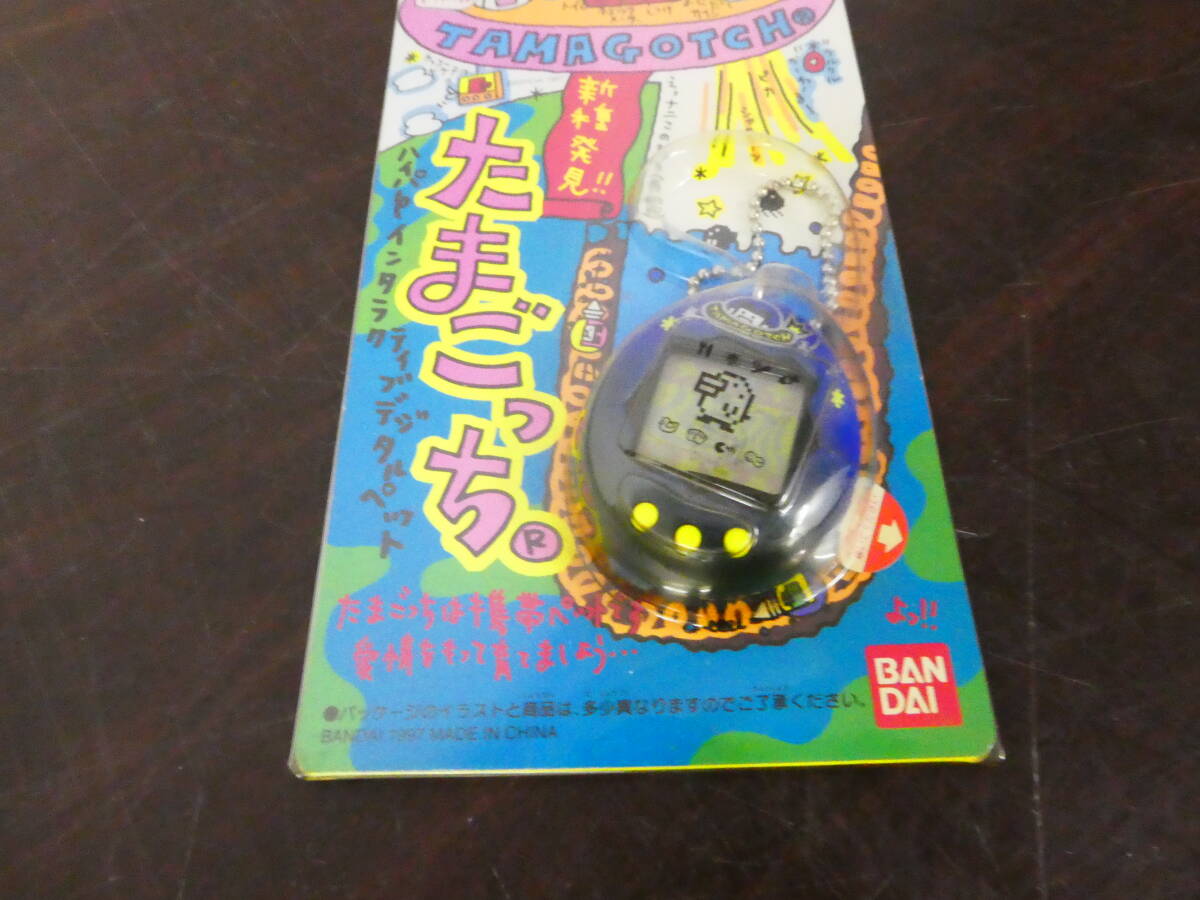 TAMAGOTCH®
新種発見!!
たまごっち®
ハイパーインタラクティブデジタルペット
たまごっちは携帯ペットです
愛情をもって育てましょう…
よっ!!
BAN
DAI
●パッケージのイラストと商品は、多少異なりますのでご了承ください。
BANDAI 1997 MADE IN CHINA